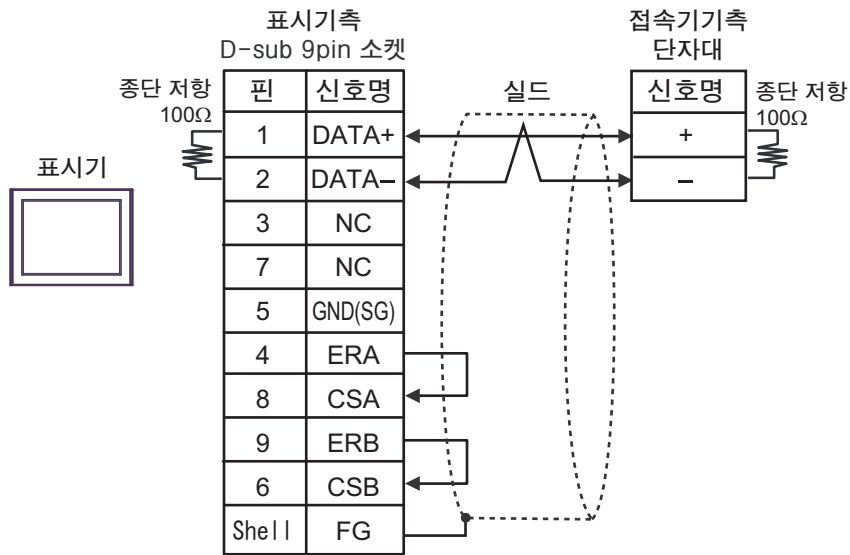 표시기측
D-sub 9pin 소켓
접속기기측
단자대
종단 저항
100Ω
핀 신호명
실드
신호명
종단 저항
100Ω
1 DATA+
+
표시기
2 DATA-
-
3 NC
7 NC
5 GND(SG)
4 ERA
8 CSA
9 ERB
6 CSB
Shell FG